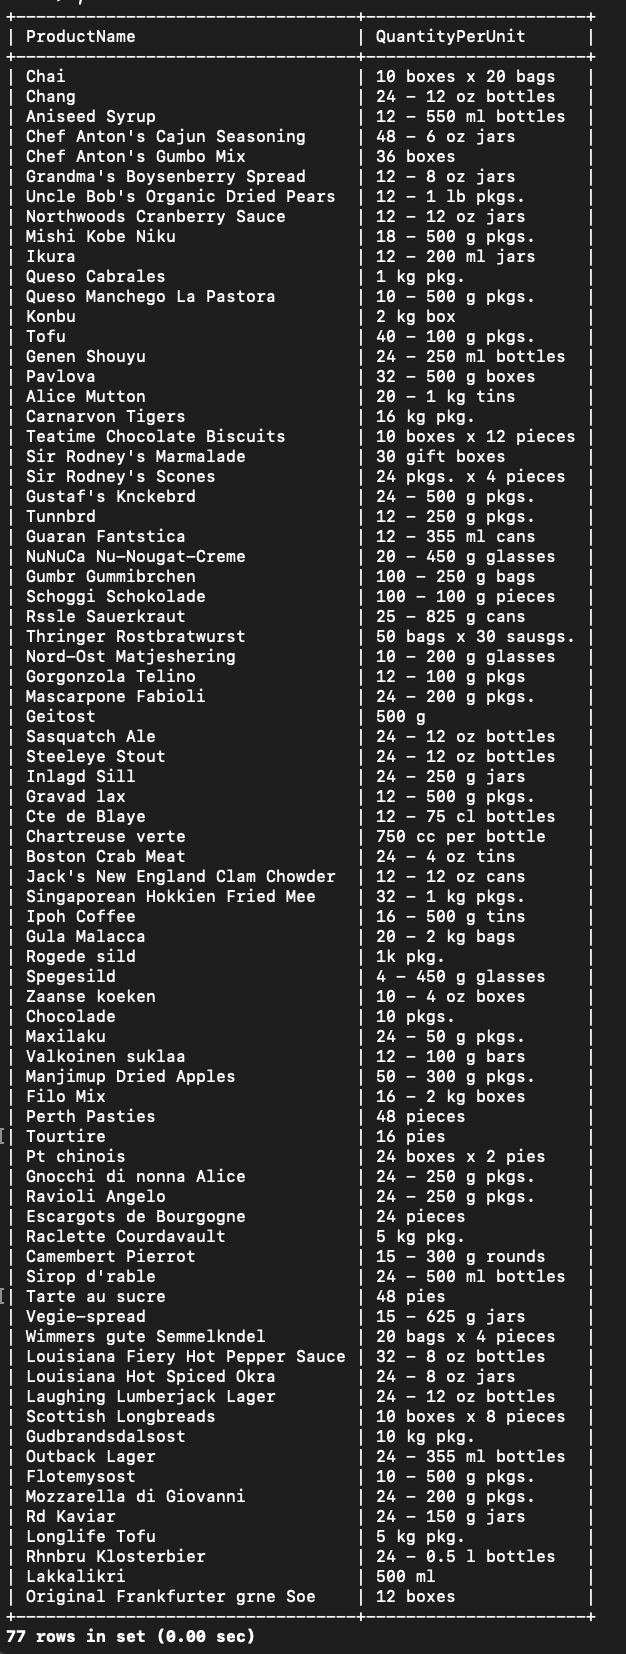 +----------------------------------+----------------------+
| ProductName                      | QuantityPerUnit      |
+----------------------------------+----------------------+
| Chai                             | 10 boxes x 20 bags   |
| Chang                            | 24 - 12 oz bottles   |
| Aniseed Syrup                    | 12 - 550 ml bottles  |
| Chef Anton's Cajun Seasoning     | 48 - 6 oz jars       |
| Chef Anton's Gumbo Mix           | 36 boxes             |
| Grandma's Boysenberry Spread     | 12 - 8 oz jars       |
| Uncle Bob's Organic Dried Pears  | 12 - 1 lb pkgs.      |
| Northwoods Cranberry Sauce       | 12 - 12 oz jars      |
| Mishi Kobe Niku                  | 18 - 500 g pkgs.     |
| Ikura                            | 12 - 200 ml jars     |
| Queso Cabrales                   | 1 kg pkg.            |
| Queso Manchego La Pastora        | 10 - 500 g pkgs.     |
| Konbu                            | 2 kg box             |
| Tofu                             | 40 - 100 g pkgs.     |
| Genen Shouyu                     | 24 - 250 ml bottles  |
| Pavlova                          | 32 - 500 g boxes     |
| Alice Mutton                     | 20 - 1 kg tins       |
| Carnarvon Tigers                 | 16 kg pkg.           |
| Teatime Chocolate Biscuits       | 10 boxes x 12 pieces |
| Sir Rodney's Marmalade           | 30 gift boxes        |
| Sir Rodney's Scones              | 24 pkgs. x 4 pieces  |
| Gustaf's Knckebrd                | 24 - 500 g pkgs.     |
| Tunnbrd                          | 12 - 250 g pkgs.     |
| Guaran Fantstica                 | 12 - 355 ml cans     |
| NuNuCa Nu-Nougat-Creme           | 20 - 450 g glasses   |
| Gumbr Gummibrchen                | 100 - 250 g bags     |
| Schoggi Schokolade               | 100 - 100 g pieces   |
| Rssle Sauerkraut                 | 25 - 825 g cans      |
| Thringer Rostbratwurst           | 50 bags x 30 sausgs. |
| Nord-Ost Matjeshering            | 10 - 200 g glasses   |
| Gorgonzola Telino                | 12 - 100 g pkgs      |
| Mascarpone Fabioli               | 24 - 200 g pkgs.     |
| Geitost                          | 500 g                |
| Sasquatch Ale                    | 24 - 12 oz bottles   |
| Steeleye Stout                   | 24 - 12 oz bottles   |
| Inlagd Sill                      | 24 - 250 g jars      |
| Gravad lax                       | 12 - 500 g pkgs.     |
| Cte de Blaye                     | 12 - 75 cl bottles   |
| Chartreuse verte                 | 750 cc per bottle    |
| Boston Crab Meat                 | 24 - 4 oz tins       |
| Jack's New England Clam Chowder  | 12 - 12 oz cans      |
| Singaporean Hokkien Fried Mee    | 32 - 1 kg pkgs.      |
| Ipoh Coffee                      | 16 - 500 g tins      |
| Gula Malacca                     | 20 - 2 kg bags       |
| Rogede sild                      | 1k pkg.              |
| Spegesild                        | 4 - 450 g glasses    |
| Zaanse koeken                    | 10 - 4 oz boxes      |
| Chocolade                        | 10 pkgs.             |
| Maxilaku                         | 24 - 50 g pkgs.      |
| Valkoinen suklaa                 | 12 - 100 g bars      |
| Manjimup Dried Apples            | 50 - 300 g pkgs.     |
| Filo Mix                         | 16 - 2 kg boxes      |
| Perth Pasties                    | 48 pieces            |
| Tourtire                         | 16 pies              |
| Pt chinois                       | 24 boxes x 2 pies    |
| Gnocchi di nonna Alice           | 24 - 250 g pkgs.     |
| Ravioli Angelo                   | 24 - 250 g pkgs.     |
| Escargots de Bourgogne           | 24 pieces            |
| Raclette Courdavault             | 5 kg pkg.            |
| Camembert Pierrot                | 15 - 300 g rounds    |
| Sirop d'rable                    | 24 - 500 ml bottles  |
| Tarte au sucre                   | 48 pies              |
| Vegie-spread                     | 15 - 625 g jars      |
| Wimmers gute Semmelkndel         | 20 bags x 4 pieces   |
| Louisiana Fiery Hot Pepper Sauce | 32 - 8 oz bottles    |
| Louisiana Hot Spiced Okra        | 24 - 8 oz jars       |
| Laughing Lumberjack Lager        | 24 - 12 oz bottles   |
| Scottish Longbreads              | 10 boxes x 8 pieces  |
| Gudbrandsdalsost                 | 10 kg pkg.           |
| Outback Lager                    | 24 - 355 ml bottles  |
| Flotemysost                      | 10 - 500 g pkgs.     |
| Mozzarella di Giovanni           | 24 - 200 g pkgs.     |
| Rd Kaviar                        | 24 - 150 g jars      |
| Longlife Tofu                    | 5 kg pkg.            |
| Rhnbru Klosterbier               | 24 - 0.5 l bottles   |
| Lakkalikri                       | 500 ml               |
| Original Frankfurter grne Soe    | 12 boxes             |
+----------------------------------+----------------------+
77 rows in set (0.00 sec)